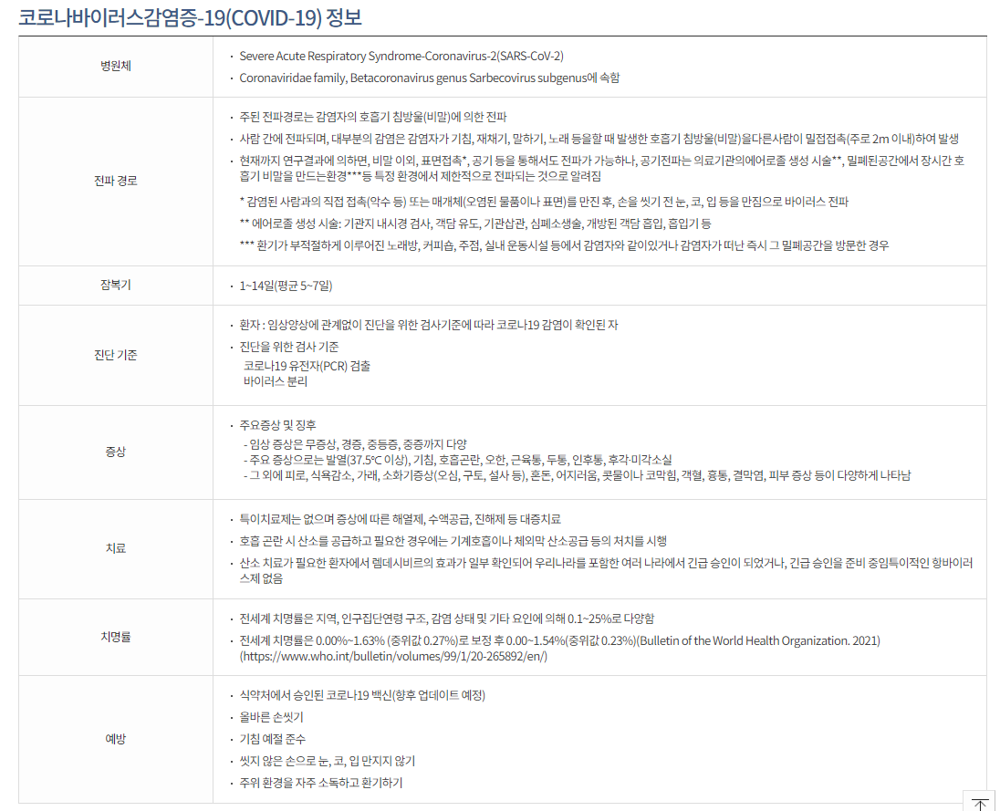 코로나바이러스감염증-19(COVID-19) 정보
병원체
· Severe Acute Respiratory Syndrome-Coronavirus-2(SARS-CoV-2)
· Coronaviridae family, Betacoronavirus genus Sarbecovirus subgenus에 속함
전파 경로
· 주된 전파경로는 감염자의 호흡기 침방울(비말)에 의한 전파
· 사람 간에 전파되며, 대부분의 감염은 감염자가 기침, 재채기, 말하기, 노래 등을할 때 발생한 호흡기 침방울(비말)을다른사람이 밀접접촉(주로 2m 이내)하여 발생
· 현재까지 연구결과에 의하면, 비말 이외, 표면접촉*, 공기 등을 통해서도 전파가 가능하나, 공기전파는 의료기관의에어로졸 생성 시술**, 밀폐된공간에서 장시간 호
흡기 비말을 만드는환경***등 특정 환경에서 제한적으로 전파되는 것으로 알려짐
* 감염된 사람과의 직접 접촉(악수 등) 또는 매개체(오염된 물품이나 표면)를 만진 후, 손을 씻기 전 눈, 코, 입 등을 만짐으로 바이러스 전파
** 에어로졸 생성 시술: 기관지 내시경 검사, 객담 유도, 기관삽관, 심폐소생술, 개방된 객담 흡입, 흡입기 등
*** 환기가 부적절하게 이루어진 노래방, 커피숍, 주점, 실내 운동시설 등에서 감염자와 같이있거나 감염자가 떠난 즉시 그 밀폐공간을 방문한 경우
잠복기
· 1~14일(평균 5~7일)
진단 기준
· 환자 : 임상양상에 관계없이 진단을 위한 검사기준에 따라 코로나19 감염이 확인된 자
· 진단을 위한 검사 기준
코로나19 유전자(PCR) 검출
바이러스 분리
증상
· 주요증상 및 징후
- 임상 증상은 무증상, 경증, 중등증, 중증까지 다양
- 주요 증상으로는 발열(37.5℃ 이상), 기침, 호흡곤란, 오한, 근육통, 두통, 인후통, 후각·미각소실
- 그 외에 피로, 식욕감소, 가래, 소화기증상(오심, 구토, 설사 등), 혼돈, 어지러움, 콧물이나 코막힘, 객혈, 흉통, 결막염, 피부 증상 등이 다양하게 나타남
치료
· 특이치료제는 없으며 증상에 따른 해열제, 수액공급, 진해제 등 대증치료
· 호흡 곤란 시 산소를 공급하고 필요한 경우에는 기계호흡이나 체외막 산소공급 등의 처치를 시행
· 산소 치료가 필요한 환자에서 렘데시비르의 효과가 일부 확인되어 우리나라를 포함한 여러 나라에서 긴급 승인이 되었거나, 긴급 승인을 준비 중임특이적인 항바이러
스제 없음
치명률
· 전세계 치명률은 지역, 인구집단연령 구조, 감염 상태 및 기타 요인에 의해 0.1~25%로 다양함
· 전세계 치명률은 0.00%~1.63% (중위값 0.27%)로 보정 후 0.00~1.54%(중위값 0.23%)(Bulletin of the World Health Organization. 2021)
(https://www.who.int/bulletin/volumes/99/1/20-265892/en/)
예방
· 식약처에서 승인된 코로나19 백신(향후 업데이트 예정)
· 올바른 손씻기
· 기침 예절 준수
· 씻지 않은 손으로 눈, 코, 입 만지지 않기
· 주위 환경을 자주 소독하고 환기하기